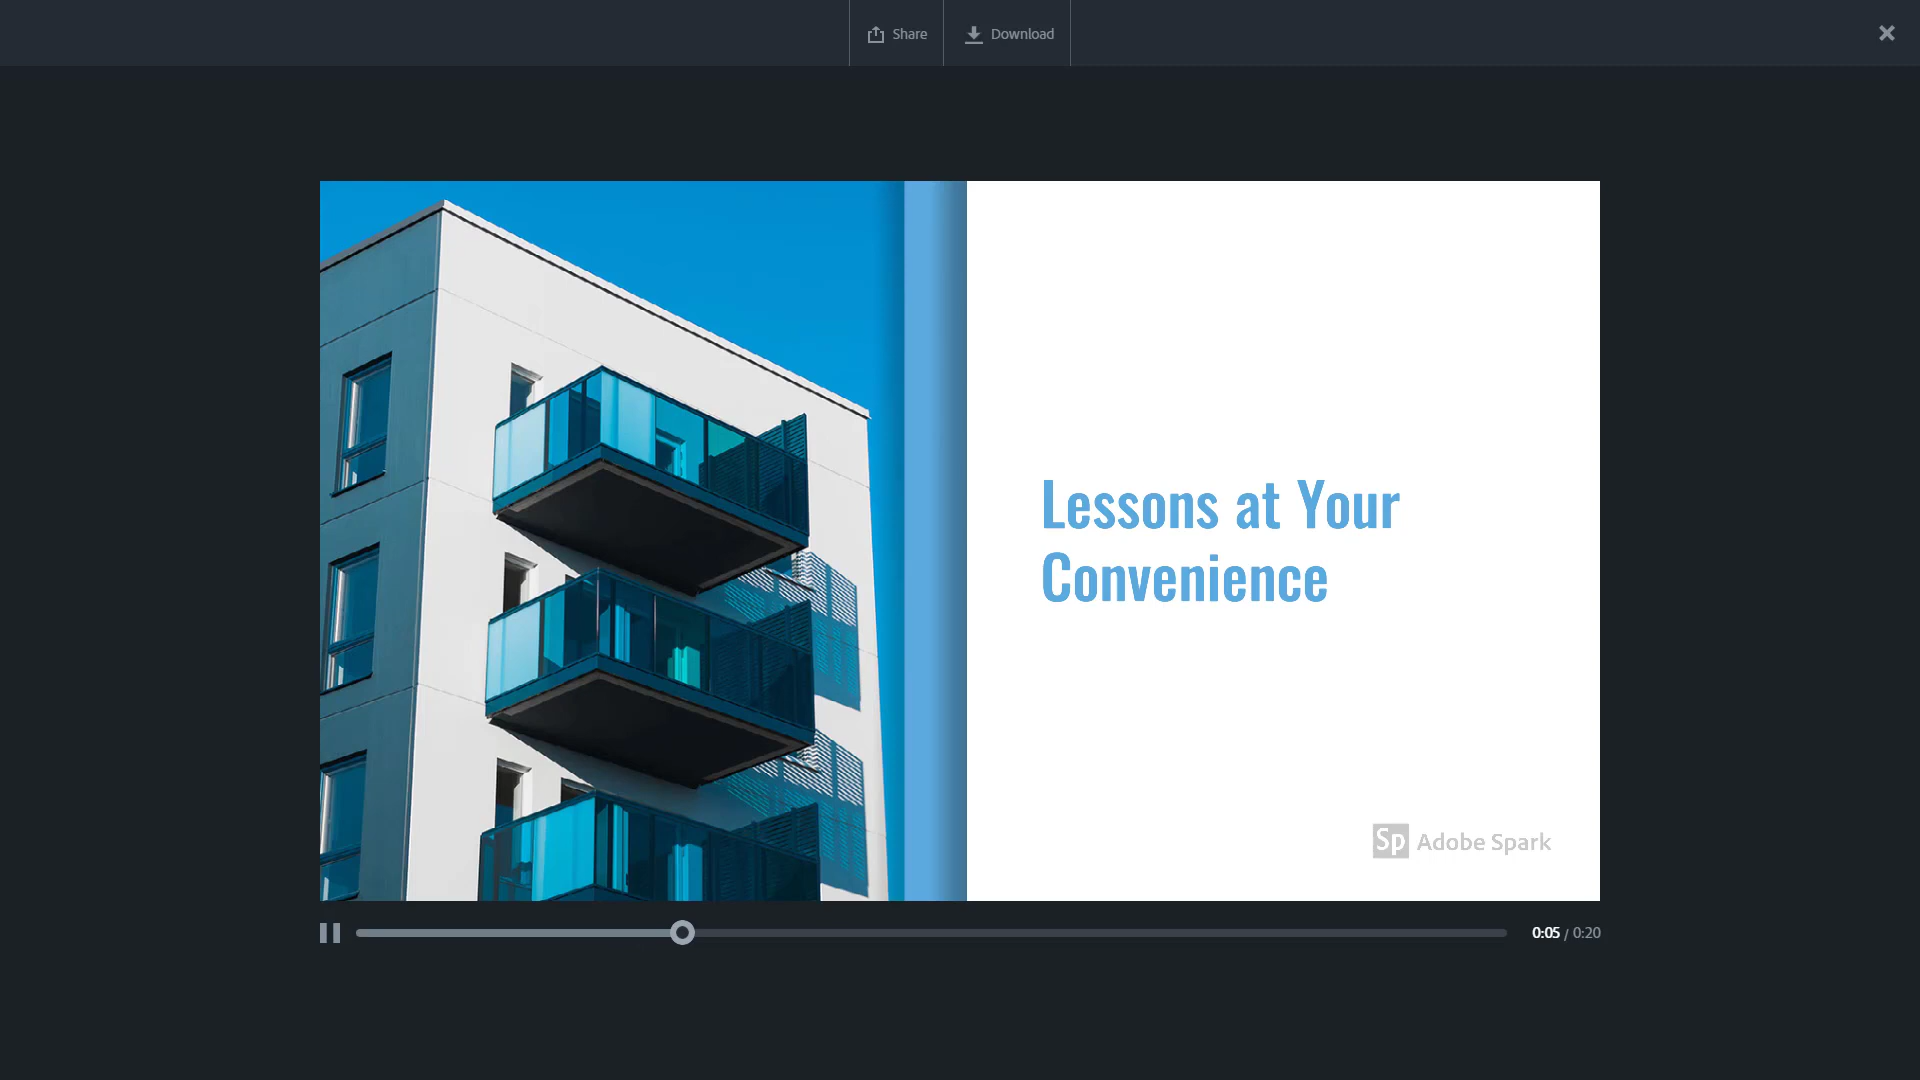 Share
Download
Lessons at Your
Convenience
Sp Adobe Spark
0:05 / 0:20